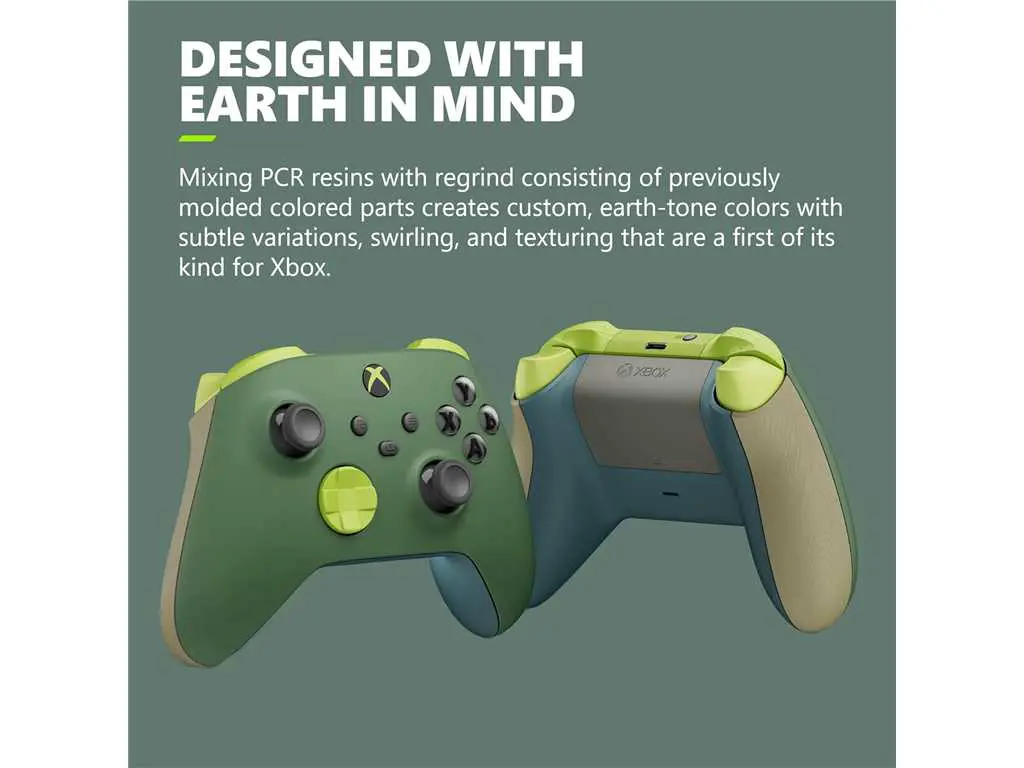 DESIGNED WITH
EARTH IN MIND
Mixing PCR resins with regrind consisting of previously
molded colored parts creates custom, earth-tone colors with
subtle variations, swirling, and texturing that are a first of its
kind for Xbox.
XBOX
Y
X
B
A